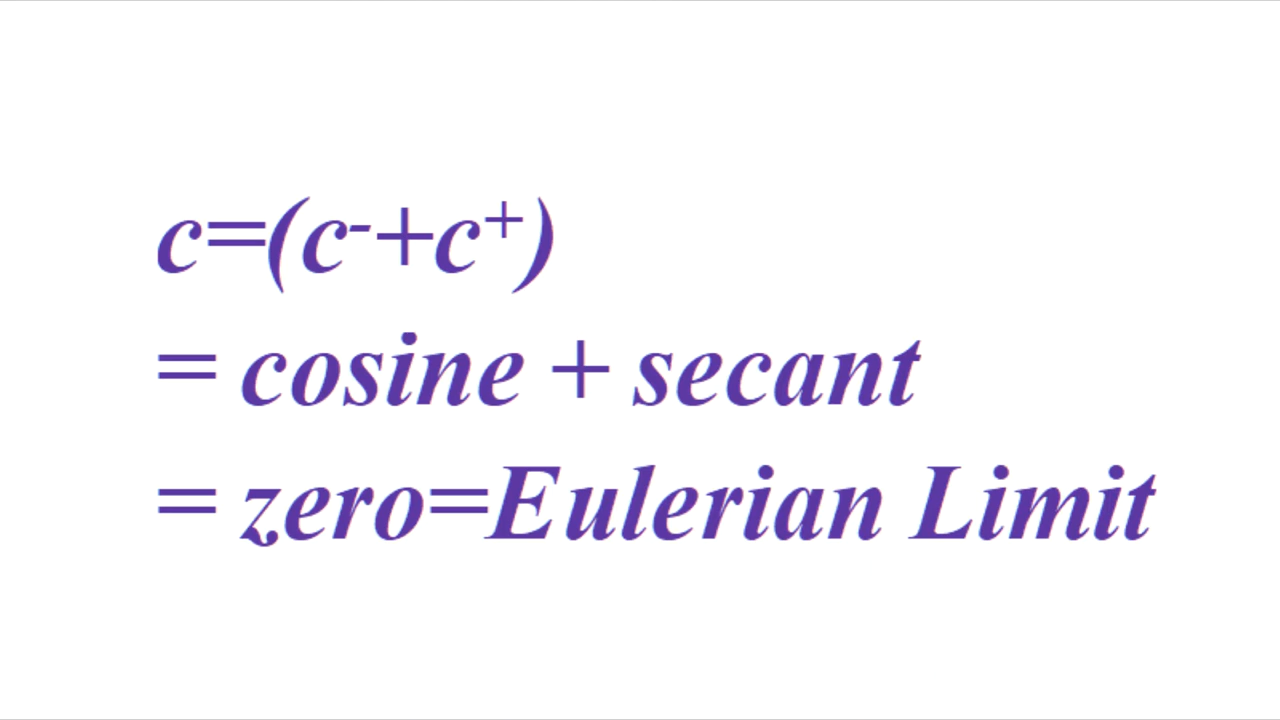 c=(c⁻+c⁺)
= cosine + secant
= zero=Eulerian Limit